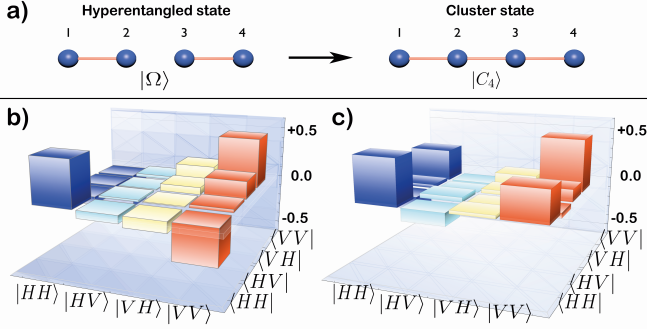 a)
Hyperentangled state
Cluster state
1 2 3 4
1 2 3 4
|Ω⟩
|C₄⟩
b)
c)
+0.5
0.0
-0.5
⟨VV|
⟨VH|
⟨HV|
⟨HH|
|HH⟩
|HV⟩
|VH⟩
|VV⟩
+0.5
0.0
-0.5
⟨VV|
⟨VH|
⟨HV|
⟨HH|
|HH⟩
|HV⟩
|VH⟩
|VV⟩